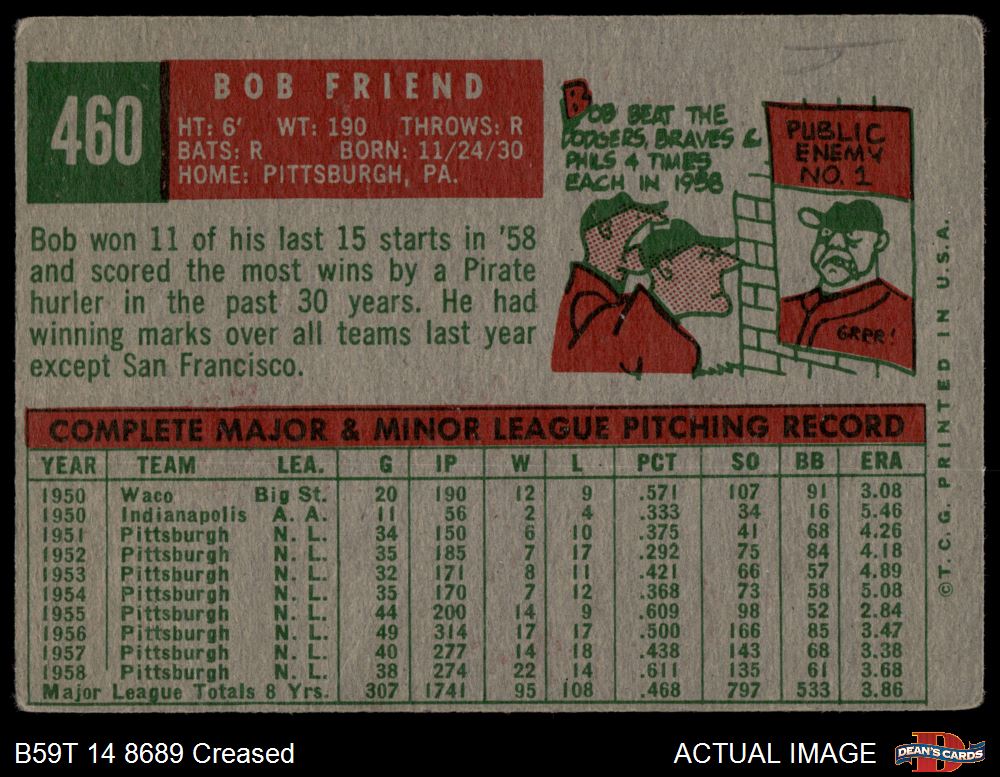 460
BOB FRIEND
HT: 6' WT: 190 THROWS: R
BATS: R BORN: 11/24/30
HOME: PITTSBURGH, PA.
BOB BEAT THE
DODGERS, BRAVES &
PHILS 4 TIMES
EACH IN 1958
PUBLIC
ENEMY
NO. 1
GRRR!
Bob won 11 of his last 15 starts in '58
and scored the most wins by a Pirate
hurler in the past 30 years. He had
winning marks over all teams last year
except San Francisco.
COMPLETE MAJOR & MINOR LEAGUE PITCHING RECORD
YEAR TEAM LEA. G IP W L PCT SO BB ERA
1950 Waco Big St. 20 190 12 9 .571 107 91 3.08
1950 Indianapolis A. A. 11 56 2 4 .333 34 16 5.46
1951 Pittsburgh N. L. 34 150 6 10 .375 41 68 4.26
1952 Pittsburgh N. L. 35 185 7 17 .292 75 84 4.18
1953 Pittsburgh N. L. 32 171 8 11 .421 66 57 4.89
1954 Pittsburgh N. L. 35 170 7 12 .368 73 58 5.08
1955 Pittsburgh N. L. 44 200 14 9 .609 98 52 2.84
1956 Pittsburgh N. L. 49 314 17 17 .500 166 85 3.47
1957 Pittsburgh N. L. 40 277 14 18 .438 143 68 3.38
1958 Pittsburgh N. L. 38 274 22 14 .611 135 61 3.68
Major League Totals 8 Yrs. 307 1741 95 108 .468 797 533 3.86
©T.C.G. PRINTED IN U.S.A.
B59T 14 8689 Creased
ACTUAL IMAGE
DEAN'S CARDS